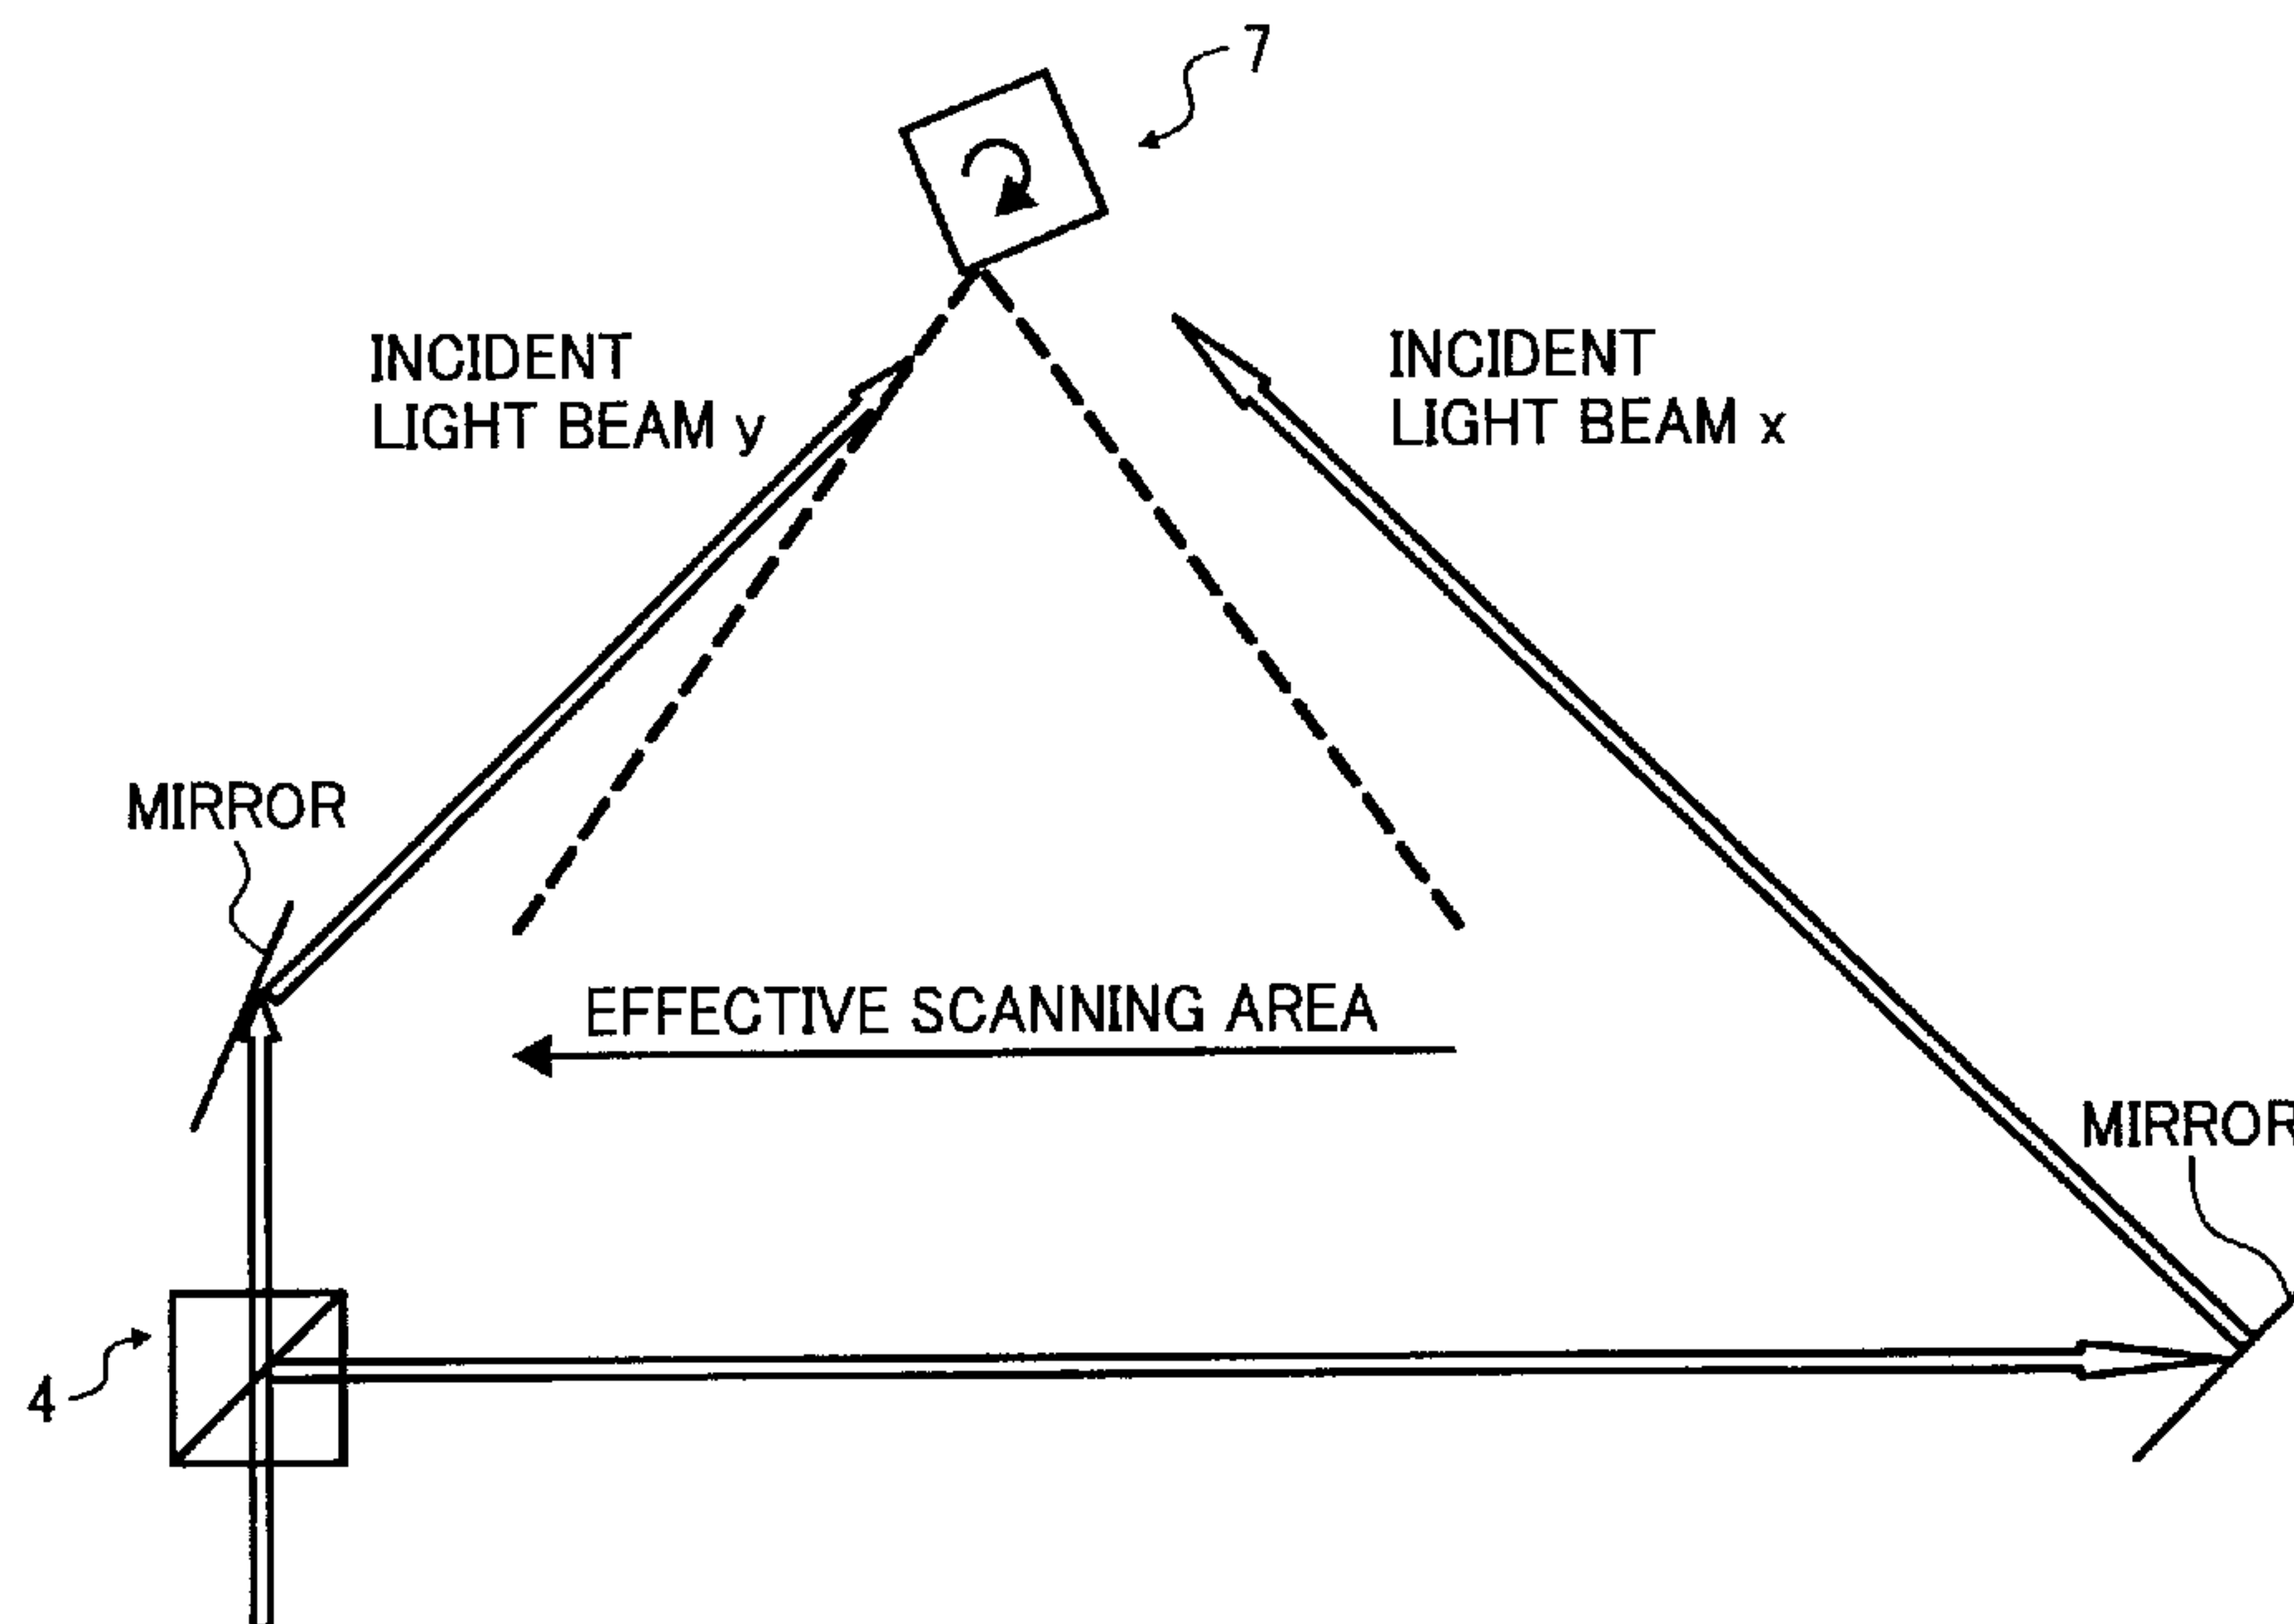 7
INCIDENT
LIGHT BEAM y
INCIDENT
LIGHT BEAM x
MIRROR
EFFECTIVE SCANNING AREA
MIRROR
4